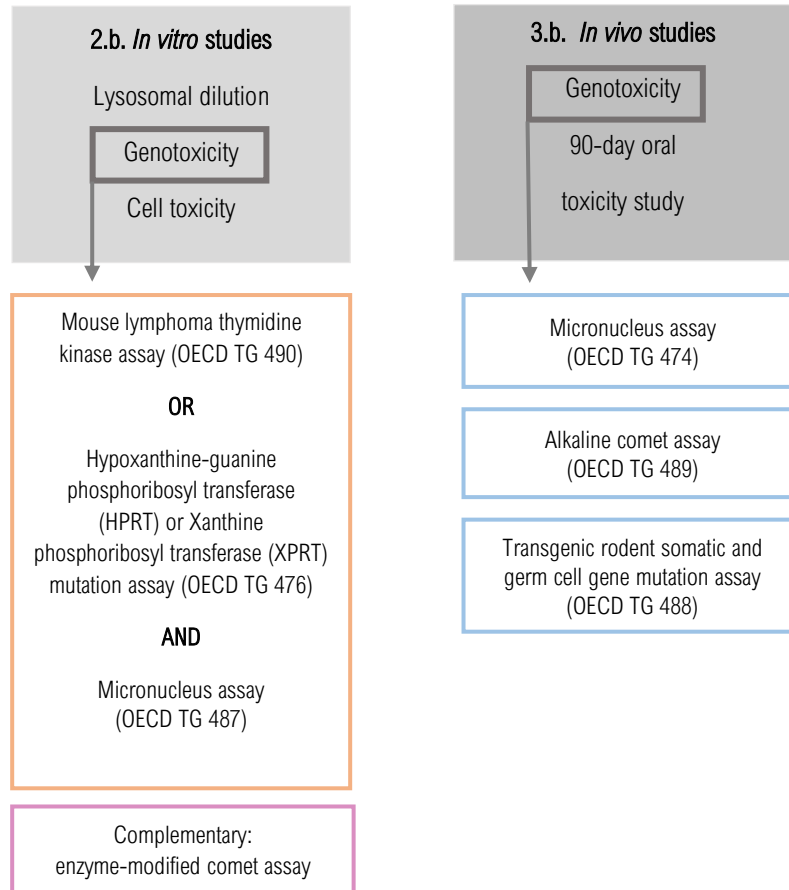 2.b. In vitro studies
Lysosomal dilution
Genotoxicity
Cell toxicity
Mouse lymphoma thymidine
kinase assay (OECD TG 490)
OR
Hypoxanthine-guanine
phosphoribosyl transferase
(HPRT) or Xanthine
phosphoribosyl transferase (XPRT)
mutation assay (OECD TG 476)
AND
Micronucleus assay
(OECD TG 487)
Complementary:
enzyme-modified comet assay
3.b. In vivo studies
Genotoxicity
90-day oral
toxicity study
Micronucleus assay
(OECD TG 474)
Alkaline comet assay
(OECD TG 489)
Transgenic rodent somatic and
germ cell gene mutation assay
(OECD TG 488)